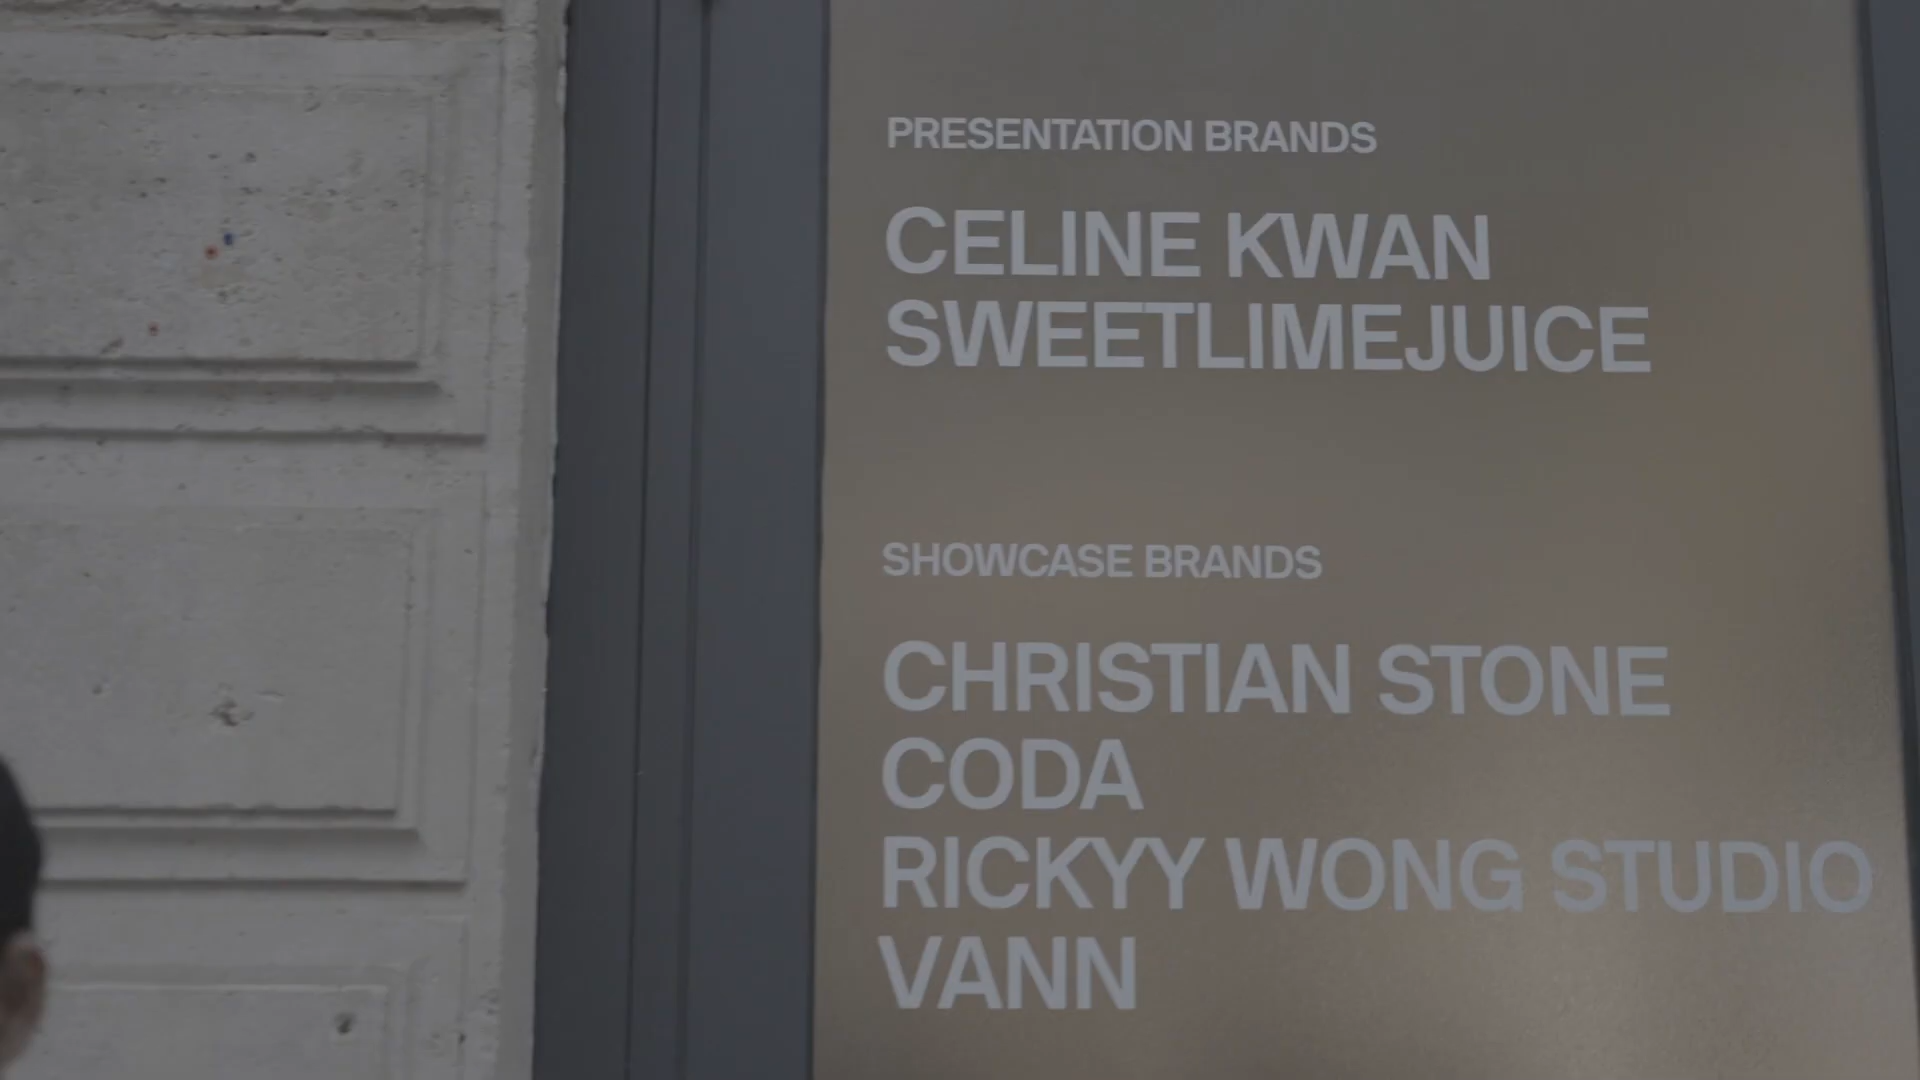 PRESENTATION BRANDS
CELINE KWAN
SWEETLIMEJUICE
SHOWCASE BRANDS
CHRISTIAN STONE
CODA
RICKYY WONG STUDIO
VANN